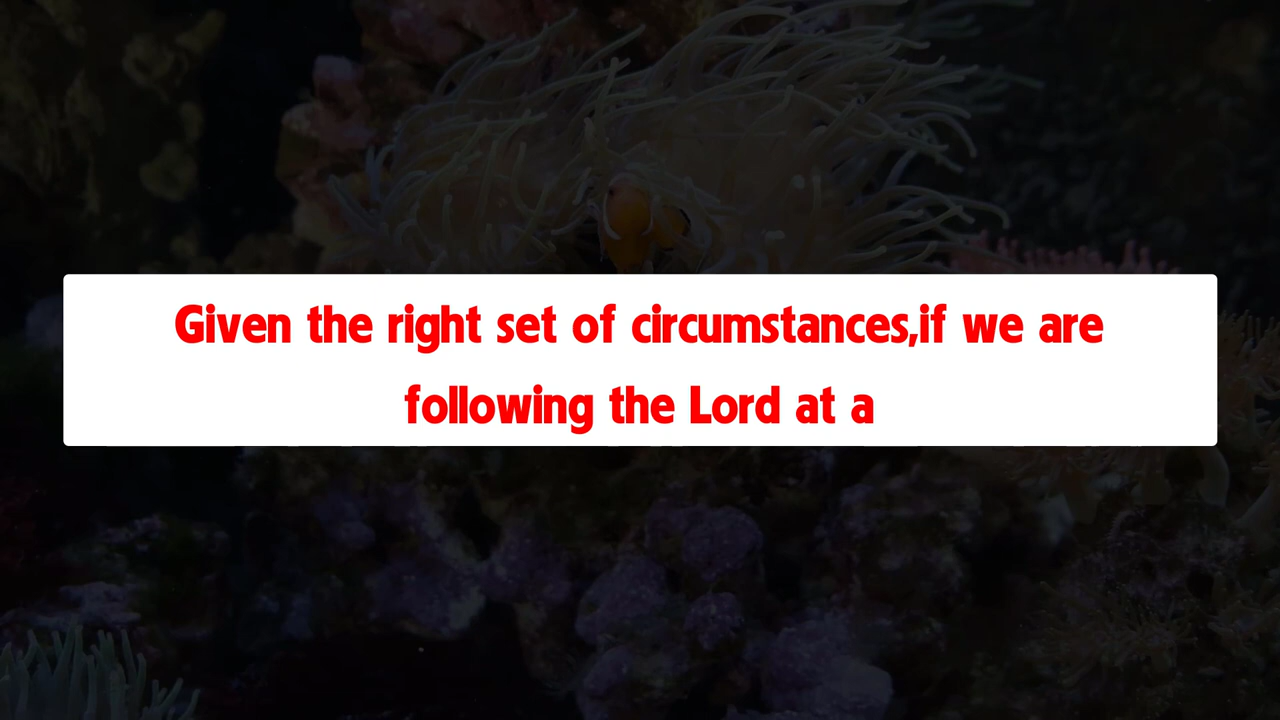 Given the right set of circumstances,if we are
following the Lord at a